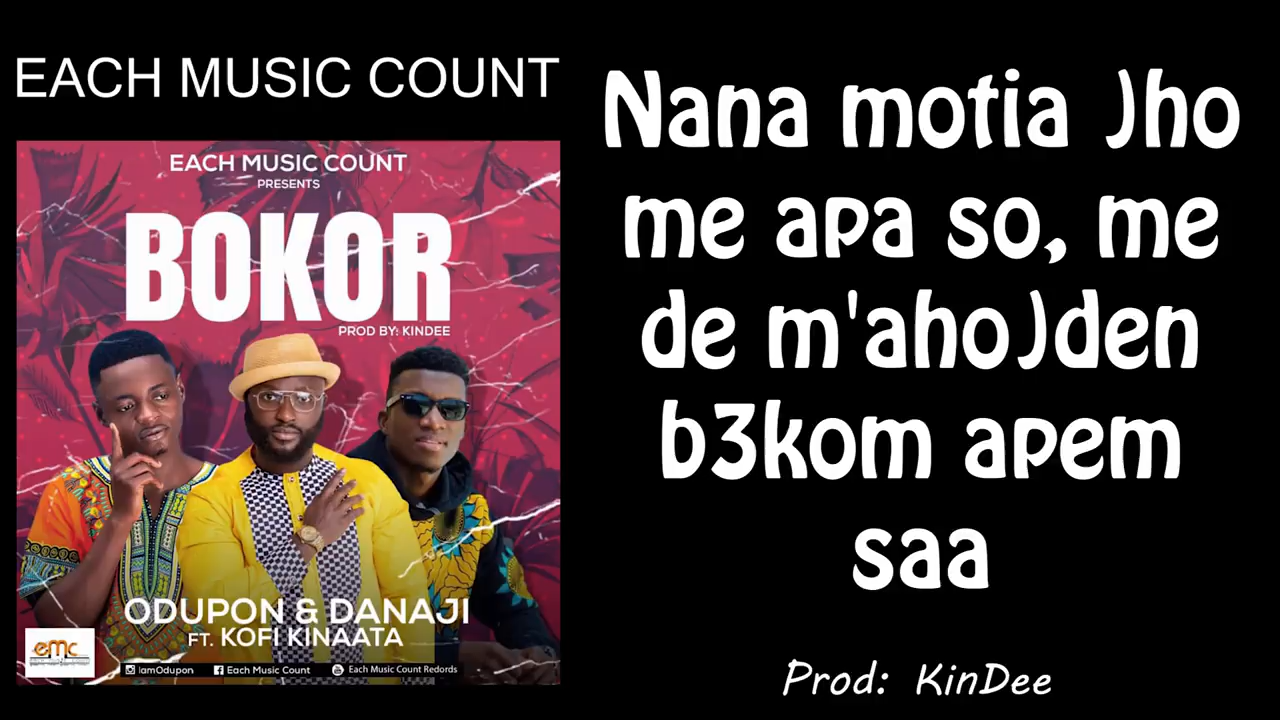 EACH MUSIC COUNT
EACH MUSIC COUNT
PRESENTS
BOKOR
PROD BY: KINDEE
ODUPON & DANAJI
FT. KOFI KINAATA
emc
IamOdupon
Each Music Count
Each Music Count Redords
Nana motia )ho
me apa so, me
de m'aho)den
b3kom apem
saa
Prod: KinDee